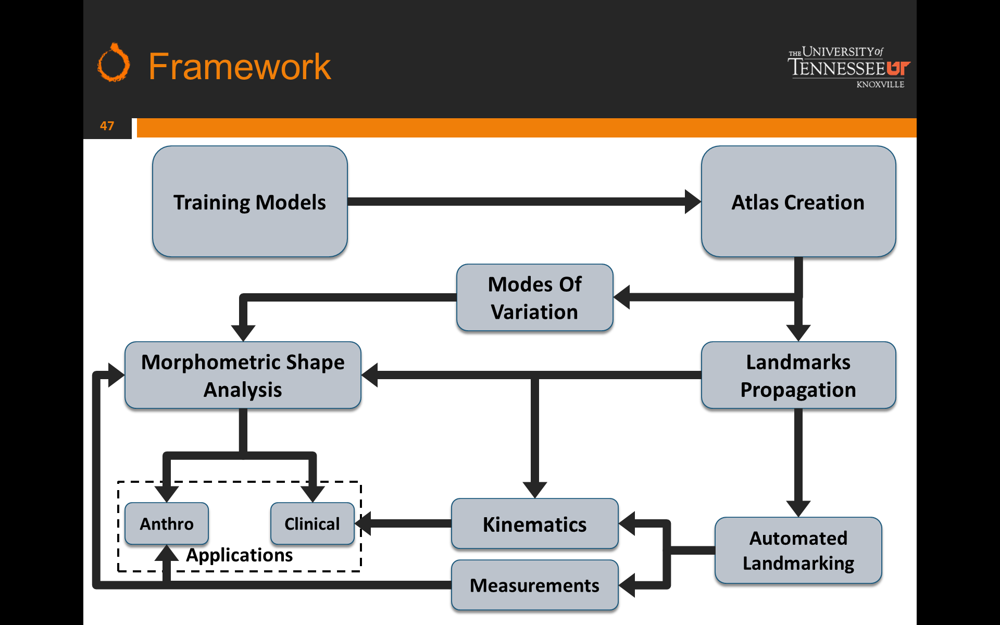 Framework
THE UNIVERSITY of
TENNESSEE UT
KNOXVILLE
47
Training Models
Atlas Creation
Modes Of
Variation
Morphometric Shape
Analysis
Landmarks
Propagation
Anthro
Clinical
Applications
Kinematics
Measurements
Automated
Landmarking